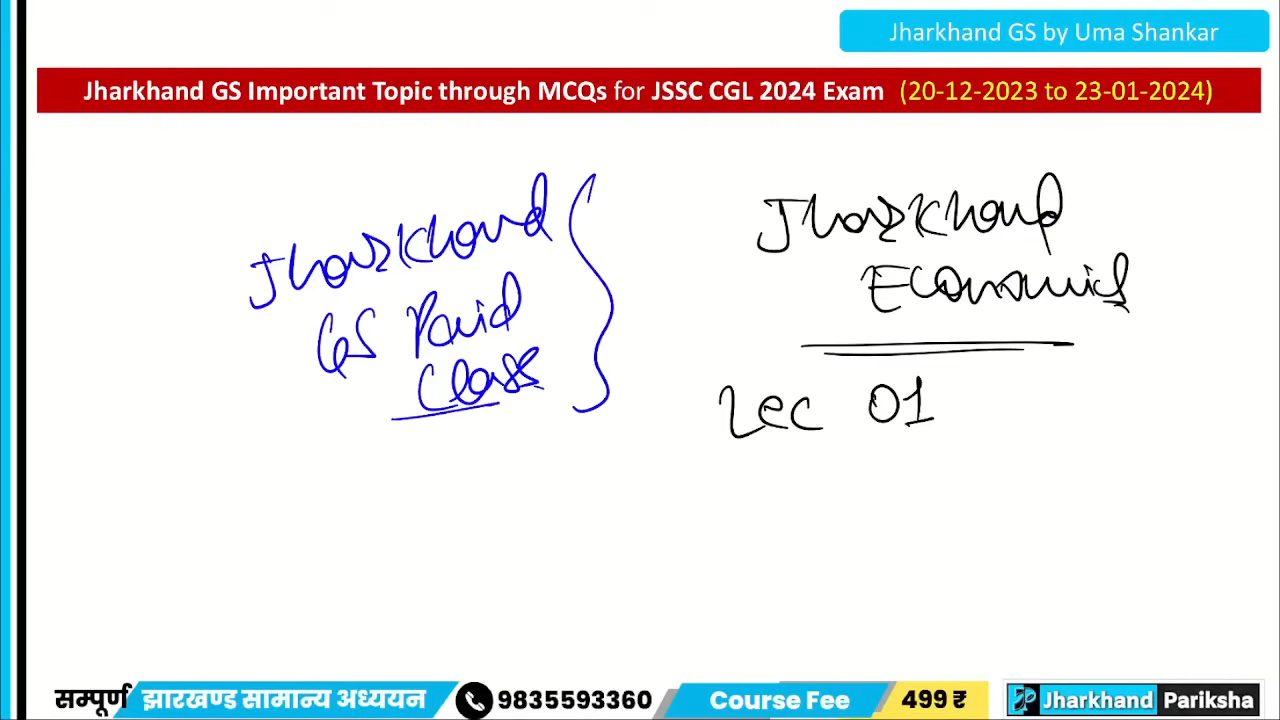 Jharkhand GS by Uma Shankar
Jharkhand GS Important Topic through MCQs for JSSC CGL 2024 Exam (20-12-2023 to 23-01-2024)
Jharkhand
GS Paid
Class
Jharkhand
Economics
Lec 01
सम्पूर्ण झारखण्ड सामान्य अध्ययन 9835593360 Course Fee 499 ₹ JP Jharkhand Pariksha